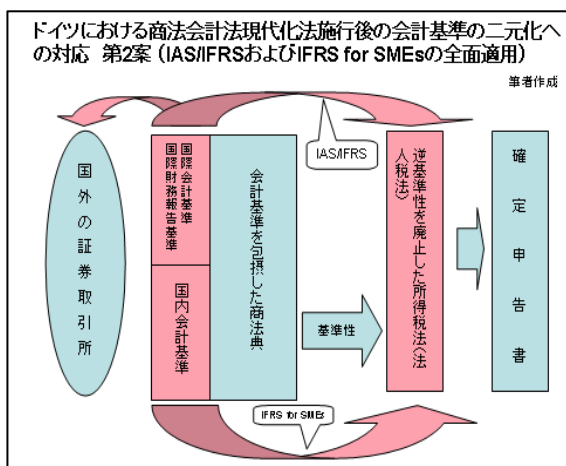 ドイツにおける商法会計法現代化法施行後の会計基準の二元化へ
の対応 第2案（IAS/IFRSおよびIFRS for SMEsの全面適用）
筆者作成
国外の証券取引所
国際会計基準
国際財務報告基準
国内会計基準
会計基準を包摂した商法典
IAS/IFRS
基準性
IFRS for SMEs
逆基準性を廃止した所得税法（法
人税法）
確定申告書